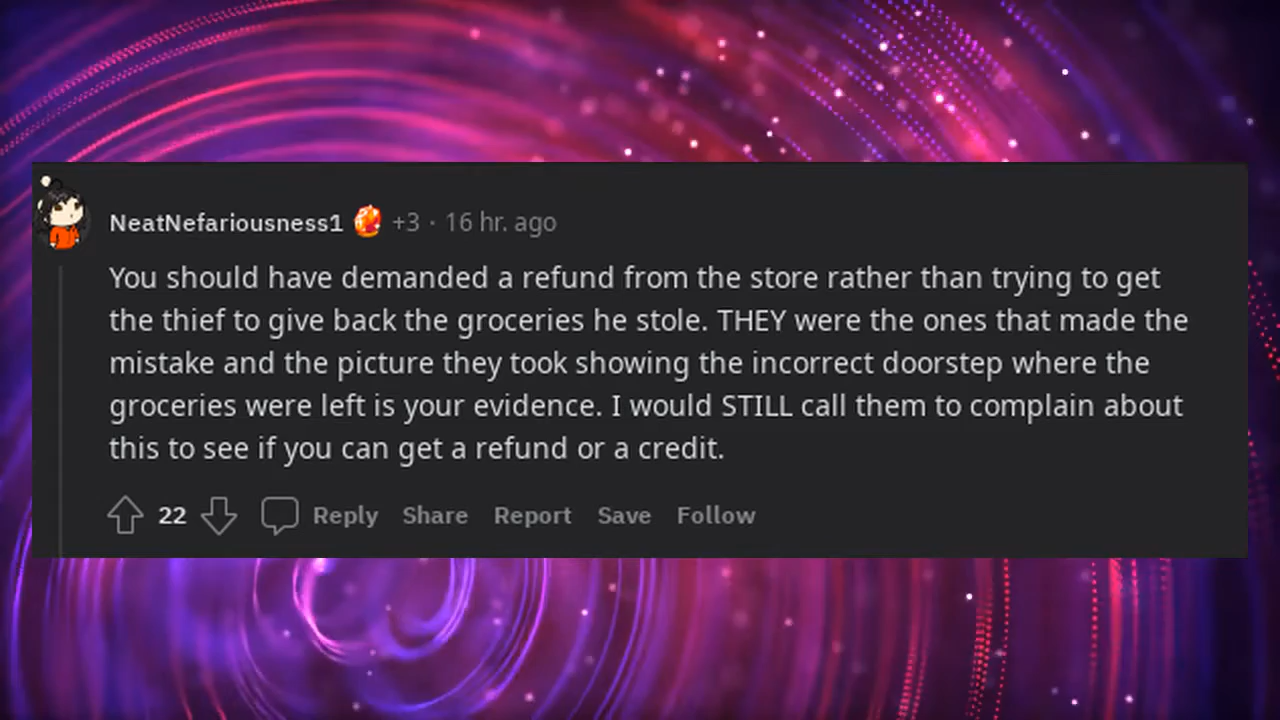 NeatNefariousness1 +3 · 16 hr. ago
You should have demanded a refund from the store rather than trying to get
the thief to give back the groceries he stole. THEY were the ones that made the
mistake and the picture they took showing the incorrect doorstep where the
groceries were left is your evidence. I would STILL call them to complain about
this to see if you can get a refund or a credit.
22 Reply Share Report Save Follow